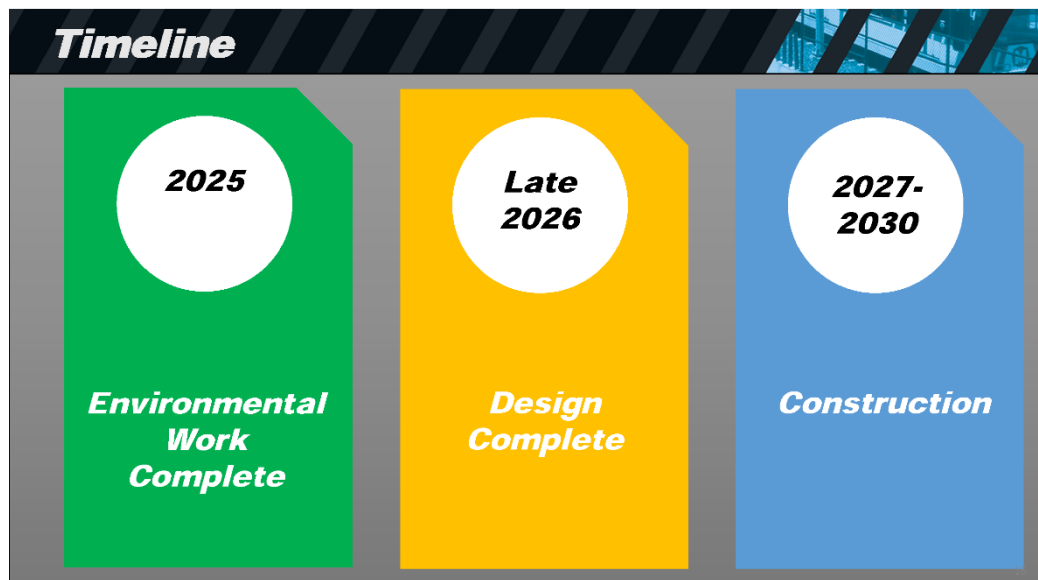 Timeline
2025
Environmental
Work
Complete
Late
2026
Design
Complete
2027-
2030
Construction